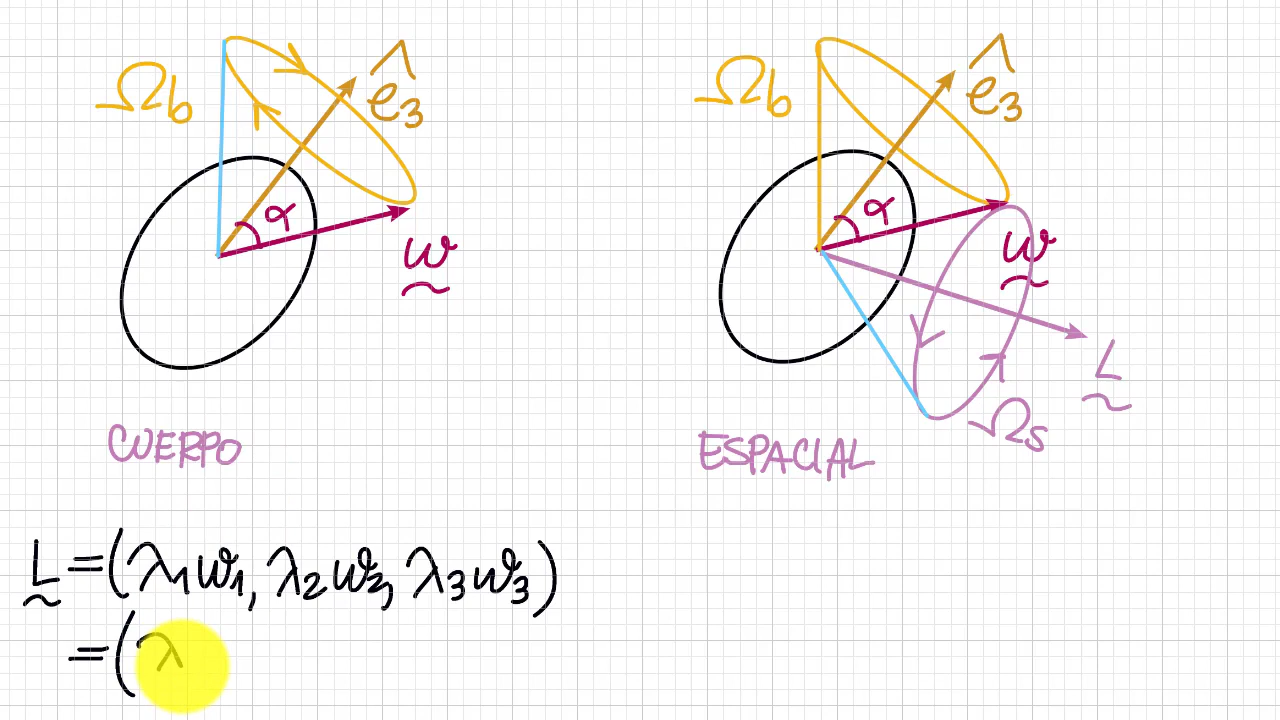 Ωb ê3 α w
Ωb ê3 α w L Ωs
CUERPO
ESPACIAL
L = (λ1w1, λ2w2, λ3w3)
= (λ